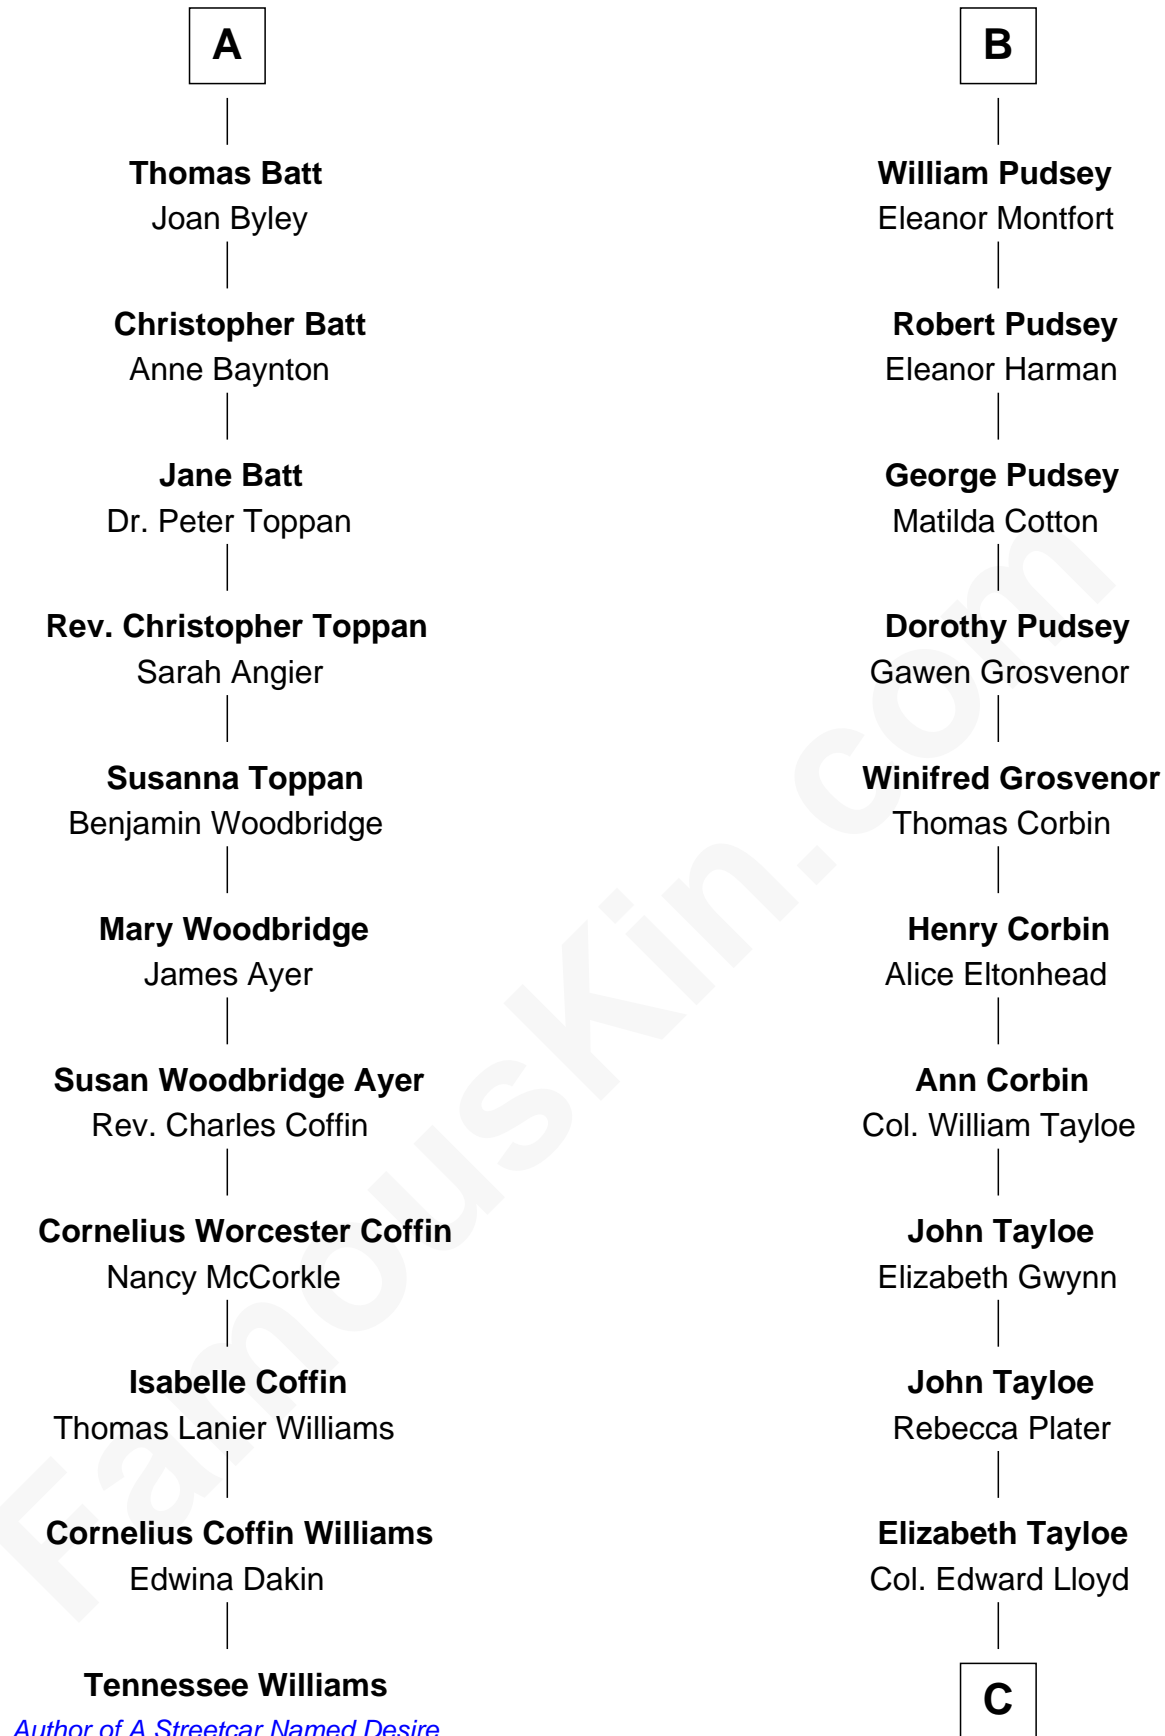 A
Thomas Batt
Joan Byley
Christopher Batt
Anne Baynton
Jane Batt
Dr. Peter Toppan
Rev. Christopher Toppan
Sarah Angier
Susanna Toppan
Benjamin Woodbridge
Mary Woodbridge
James Ayer
Susan Woodbridge Ayer
Rev. Charles Coffin
Cornelius Worcester Coffin
Nancy McCorkle
Isabelle Coffin
Thomas Lanier Williams
Cornelius Coffin Williams
Edwina Dakin
Tennessee Williams
Author of A Streetcar Named Desire
B
William Pudsey
Eleanor Montfort
Robert Pudsey
Eleanor Harman
George Pudsey
Matilda Cotton
Dorothy Pudsey
Gawen Grosvenor
Winifred Grosvenor
Thomas Corbin
Henry Corbin
Alice Eltonhead
Ann Corbin
Col. William Tayloe
John Tayloe
Elizabeth Gwynn
John Tayloe
Rebecca Plater
Elizabeth Tayloe
Col. Edward Lloyd
C
FamousKin.com